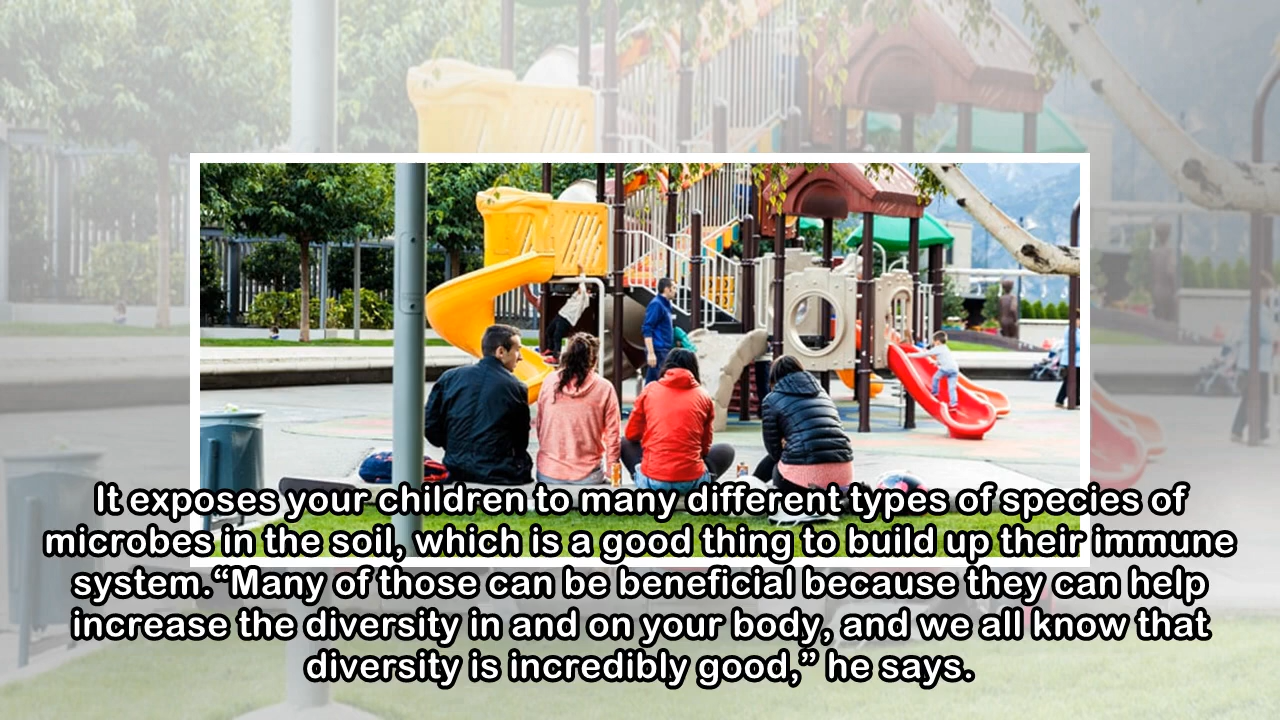 It exposes your children to many different types of species of
microbes in the soil, which is a good thing to build up their immune
system.“Many of those can be beneficial because they can help
increase the diversity in and on your body, and we all know that
diversity is incredibly good,” he says.